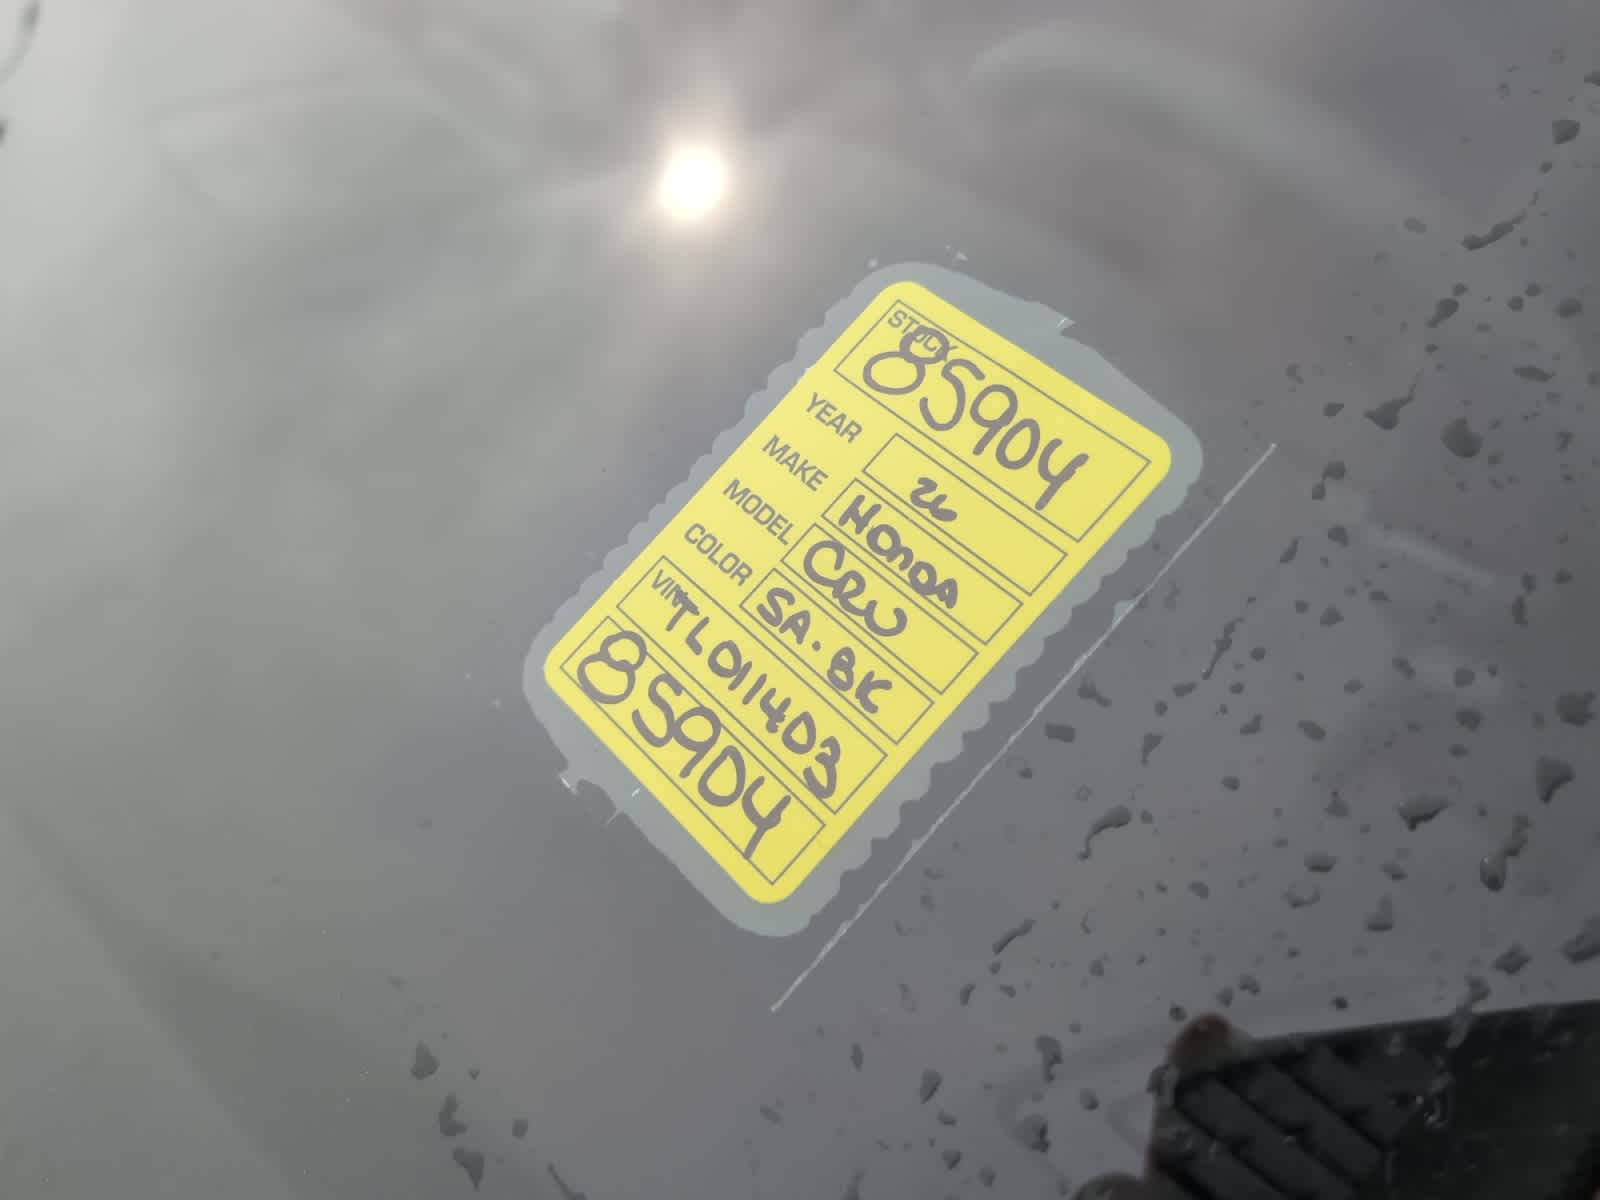 STOCK
85904
YEAR 26
MAKE HONDA
MODEL CRV
COLOR SA.BK
VIN TL011403
85904